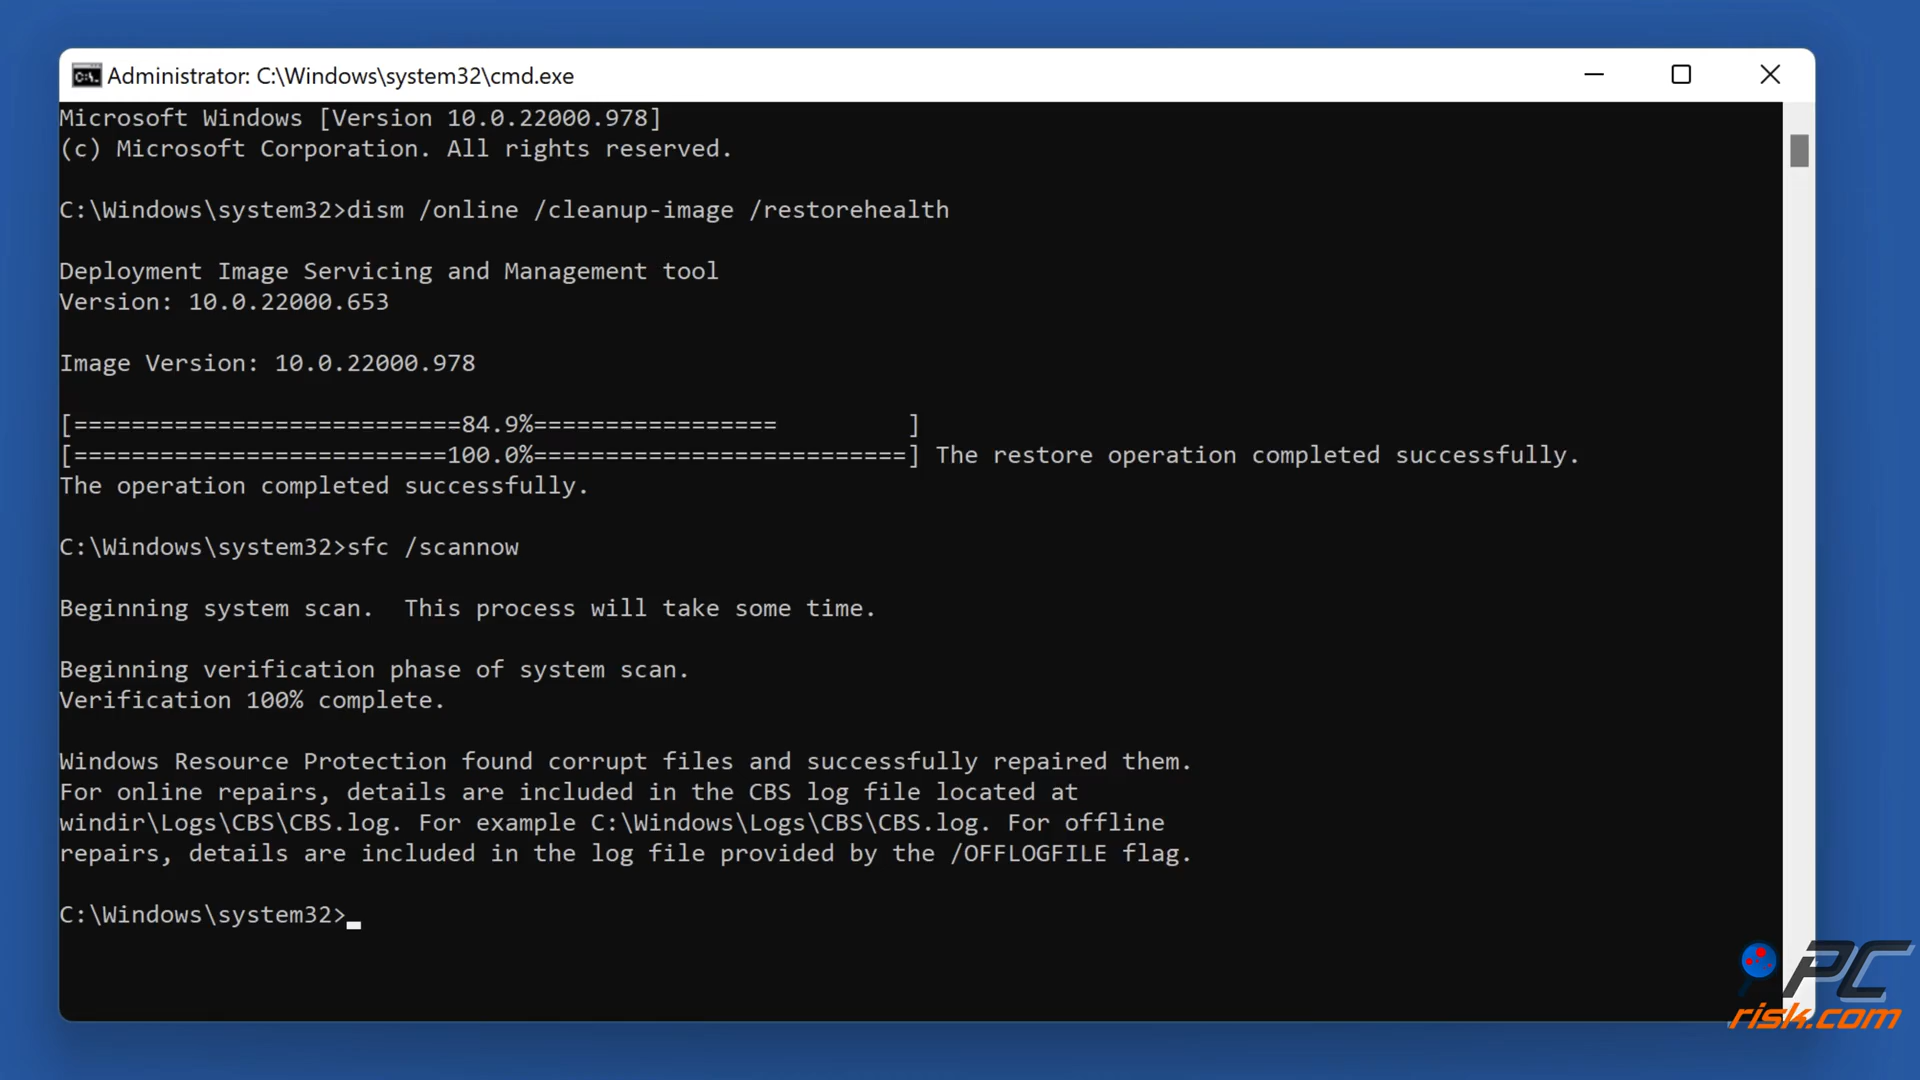 Administrator: C:\Windows\system32\cmd.exe
Microsoft Windows [Version 10.0.22000.978]
(c) Microsoft Corporation. All rights reserved.
C:\Windows\system32>dism /online /cleanup-image /restorehealth
Deployment Image Servicing and Management tool
Version: 10.0.22000.653
Image Version: 10.0.22000.978
[===========================84.9%=================          ]
[==========================100.0%==========================] The restore operation completed successfully.
The operation completed successfully.
C:\Windows\system32>sfc /scannow
Beginning system scan.  This process will take some time.
Beginning verification phase of system scan.
Verification 100% complete.
Windows Resource Protection found corrupt files and successfully repaired them.
For online repairs, details are included in the CBS log file located at
windir\Logs\CBS\CBS.log. For example C:\Windows\Logs\CBS\CBS.log. For offline
repairs, details are included in the log file provided by the /OFFLOGFILE flag.
C:\Windows\system32>
PC
risk.com